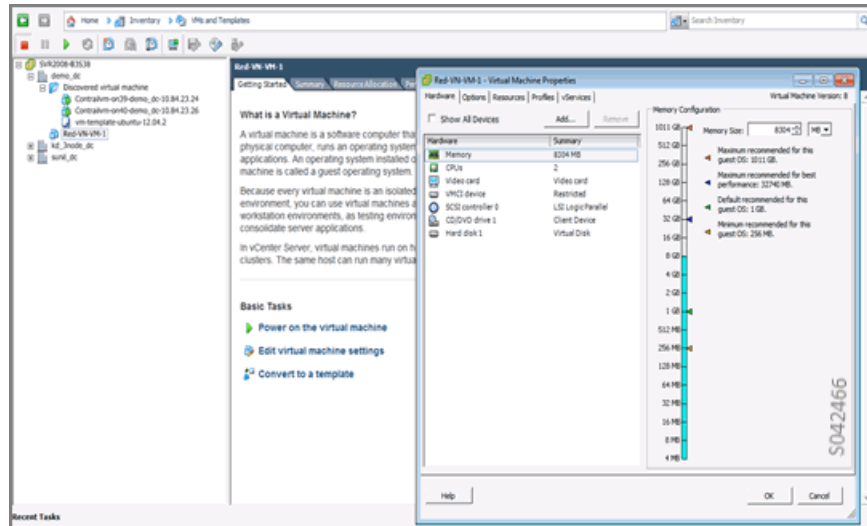 Home
Inventory
VMs and Templates
Search Inventory
SVR2008-B3S38
demo_dc
Discovered virtual machine
Contrailvm-on39-demo_dc-10.84.23.24
Contrailvm-on40-demo_dc-10.84.23.26
vm-template-ubuntu-12.04.2
Red-VN-VM-1
kd_3node_dc
sunil_dc
Red-VN-VM-1
Getting Started Summary Resource Allocation
What is a Virtual Machine?
A virtual machine is a software computer tha
physical computer, runs an operating system
applications. An operating system installed o
machine is called a guest operating system.
Because every virtual machine is an isolated
environment, you can use virtual machines a
workstation environments, as testing environ
consolidate server applications.
In vCenter Server, virtual machines run on h
clusters. The same host can run many virtua
Basic Tasks
Power on the virtual machine
Edit virtual machine settings
Convert to a template
Red-VN-VM-1 - Virtual Machine Properties
Hardware Options Resources Profiles vServices
Virtual Machine Version: 8
Show All Devices
Add...
Remove
Hardware Summary
Memory 8304 MB
CPUs 2
Video card Video card
VMCI device Restricted
SCSI controller 0 LSI Logic Parallel
CD/DVD drive 1 Client Device
Hard disk 1 Virtual Disk
Memory Configuration
1011 GB
512 GB
256 GB
128 GB
64 GB
32 GB
16 GB
8 GB
4 GB
2 GB
1 GB
512 MB
256 MB
128 MB
64 MB
32 MB
16 MB
8 MB
4 MB
Memory Size: 8304 MB
Maximum recommended for this
guest OS: 1011 GB.
Maximum recommended for best
performance: 32740 MB.
Default recommended for this
guest OS: 1 GB.
Minimum recommended for this
guest OS: 256 MB.
S042466
Help
OK
Cancel
Recent Tasks